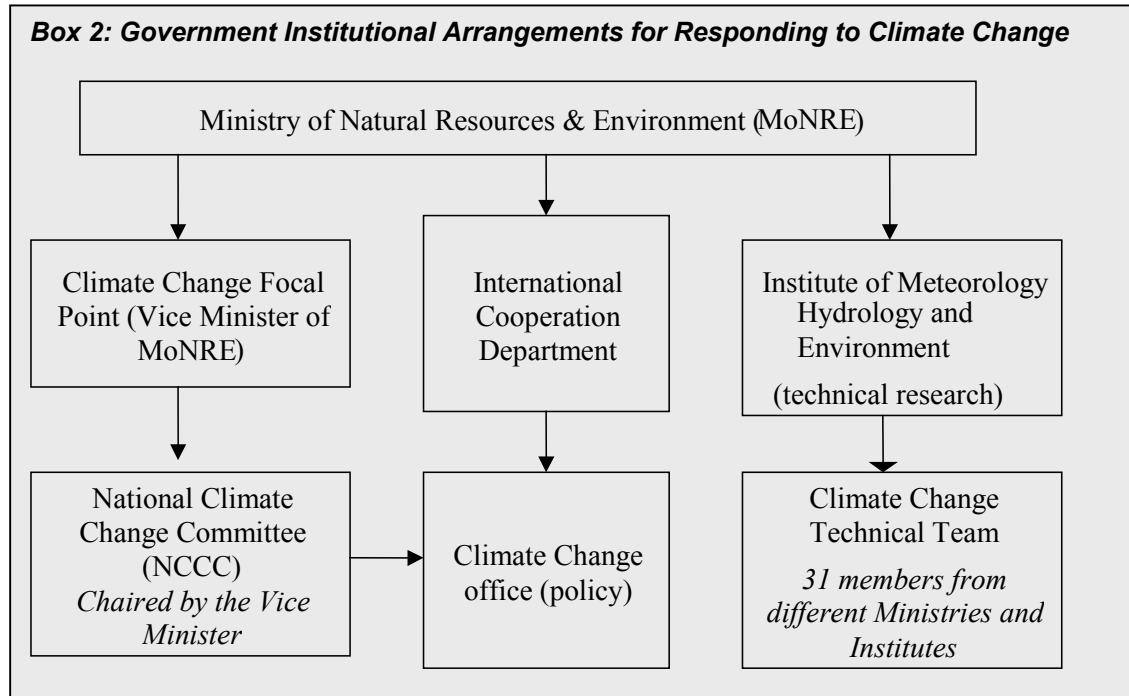 Box 2: Government Institutional Arrangements for Responding to Climate Change
Ministry of Natural Resources & Environment (MoNRE)
Climate Change Focal
Point (Vice Minister of
MoNRE)
International
Cooperation
Department
Institute of Meteorology
Hydrology and
Environment
(technical research)
National Climate
Change Committee
(NCCC)
Chaired by the Vice
Minister
Climate Change
office (policy)
Climate Change
Technical Team
31 members from
different Ministries and
Institutes